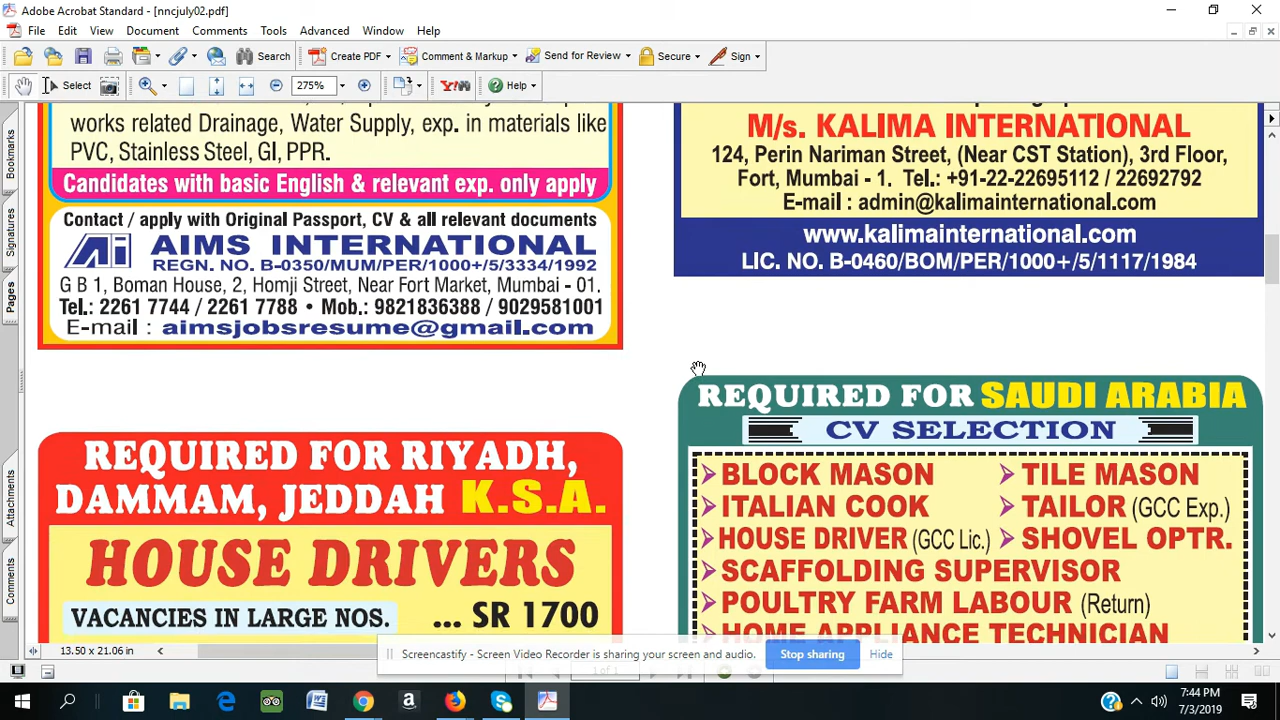 Adobe Acrobat Standard - [nncjuly02.pdf]
File Edit View Document Comments Tools Advanced Window Help
Search Create PDF Comment & Markup Send for Review Secure Sign
Select 275% Y! Help
Bookmarks
Signatures
Pages
Attachments
Comments
works related Drainage, Water Supply, exp. in materials like
PVC, Stainless Steel, GI, PPR.
Candidates with basic English & relevant exp. only apply
Contact / apply with Original Passport, CV & all relevant documents
AIMS INTERNATIONAL
REGN. NO. B-0350/MUM/PER/1000+/5/3334/1992
G B 1, Boman House, 2, Homji Street, Near Fort Market, Mumbai - 01.
Tel.: 2261 7744 / 2261 7788 • Mob.: 9821836388 / 9029581001
E-mail : aimsjobsresume@gmail.com
REQUIRED FOR RIYADH,
DAMMAM, JEDDAH K.S.A.
HOUSE DRIVERS
VACANCIES IN LARGE NOS. ... SR 1700
M/s. KALIMA INTERNATIONAL
124, Perin Nariman Street, (Near CST Station), 3rd Floor,
Fort, Mumbai - 1. Tel.: +91-22-22695112 / 22692792
E-mail : admin@kalimainternational.com
www.kalimainternational.com
LIC. NO. B-0460/BOM/PER/1000+/5/1117/1984
REQUIRED FOR SAUDI ARABIA
CV SELECTION
BLOCK MASON TILE MASON
ITALIAN COOK TAILOR (GCC Exp.)
HOUSE DRIVER (GCC Lic.) SHOVEL OPTR.
SCAFFOLDING SUPERVISOR
POULTRY FARM LABOUR (Return)
HOME APPLIANCE TECHNICIAN
13.50 x 21.06 in
Screencastify - Screen Video Recorder is sharing your screen and audio. Stop sharing Hide
1 of 1
7:44 PM
7/3/2019